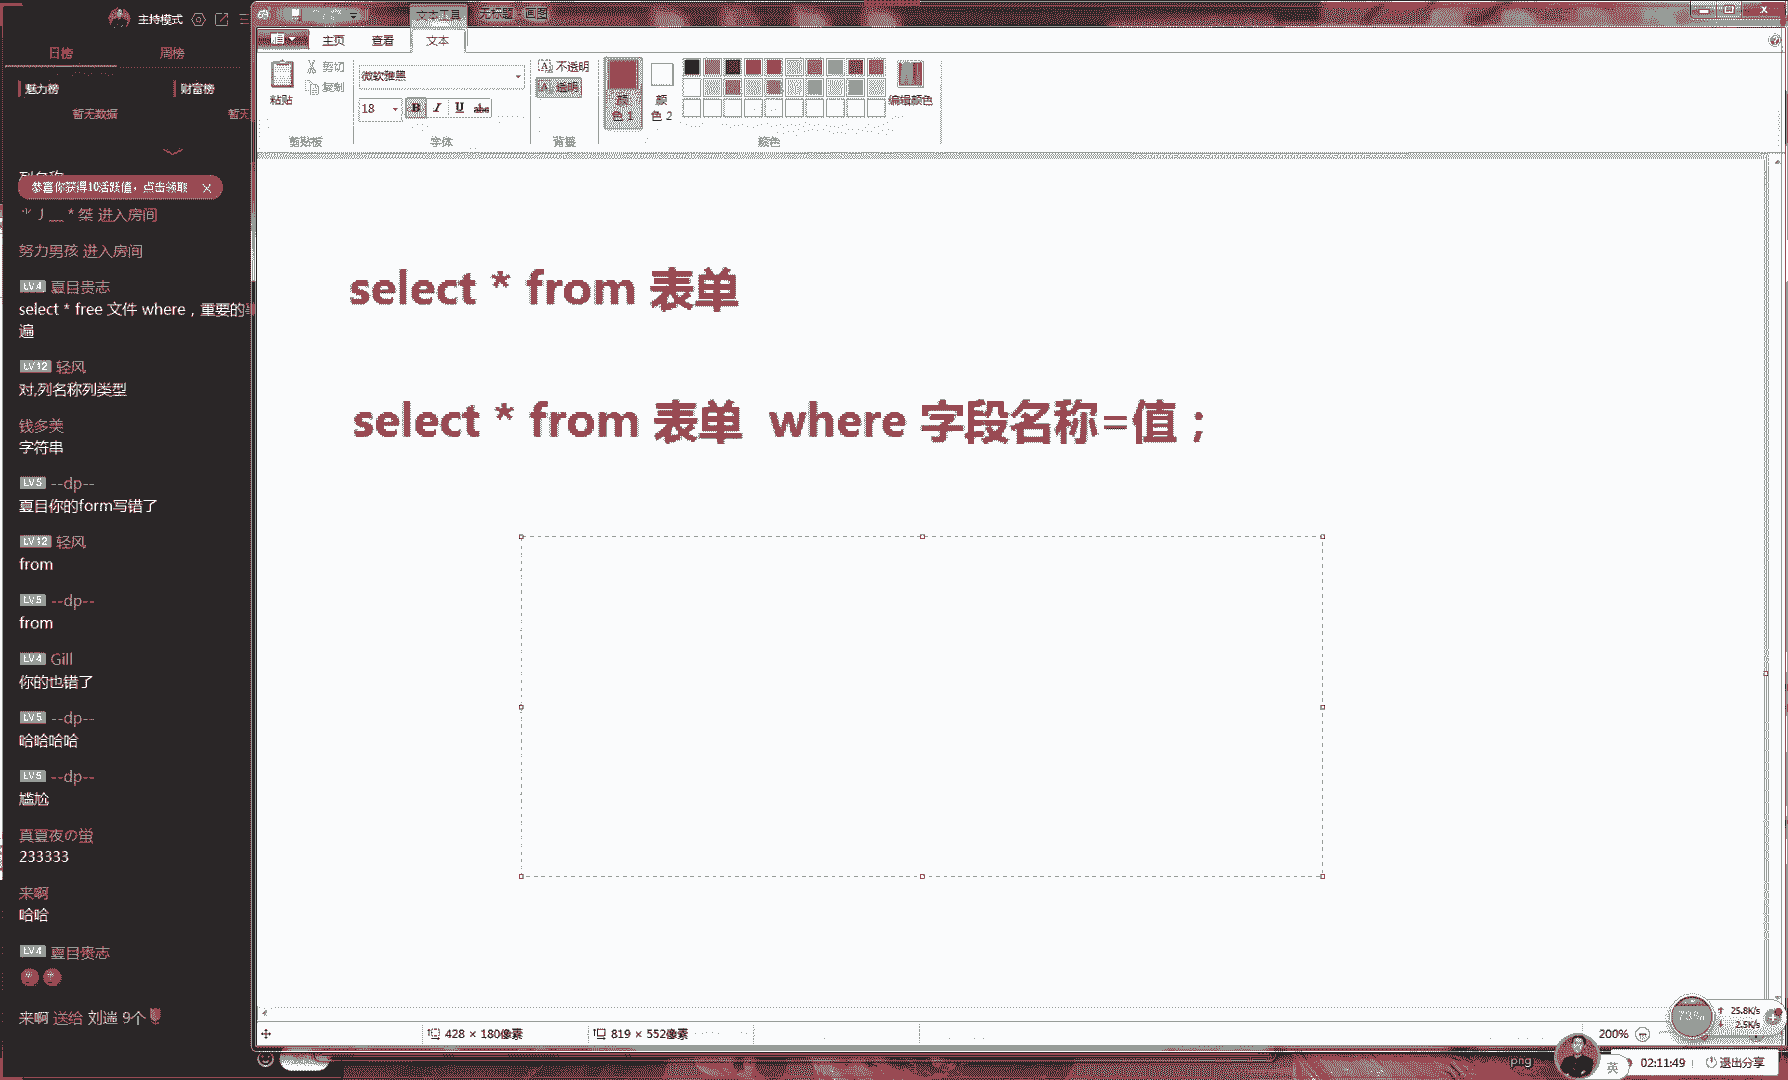 主持模式
日榜 周榜
魅力榜 财富榜
暂无数据 暂无
恭喜你获得10活跃值，点击领取
桀 进入房间
努力男孩 进入房间
LV4 夏目贵志
select * free 文件 where，重要的
遍
LV12 轻风
对,列名称列类型
钱多美
字符串
LV5 --dp--
夏目你的form写错了
LV12 轻风
from
LV5 --dp--
from
LV4 Gill
你的也错了
LV5 --dp--
哈哈哈哈
LV5 --dp--
尴尬
真夏夜の蛍
233333
来啊
哈哈
LV4 夏目贵志
来啊 送给 刘遄 9个
文本工具 无标题 - 画图
主页 查看 文本
粘贴 剪切
复制
剪贴板
微软雅黑
18 B I U abc
字体
不透明
透明
背景
颜色 1 颜色 2
编辑颜色
颜色
select * from 表单
select * from 表单 where 字段名称=值；
428 × 180像素 819 × 552像素
200%
73% 25.8K/s
2.5K/s
png 英 02:11:49 退出分享